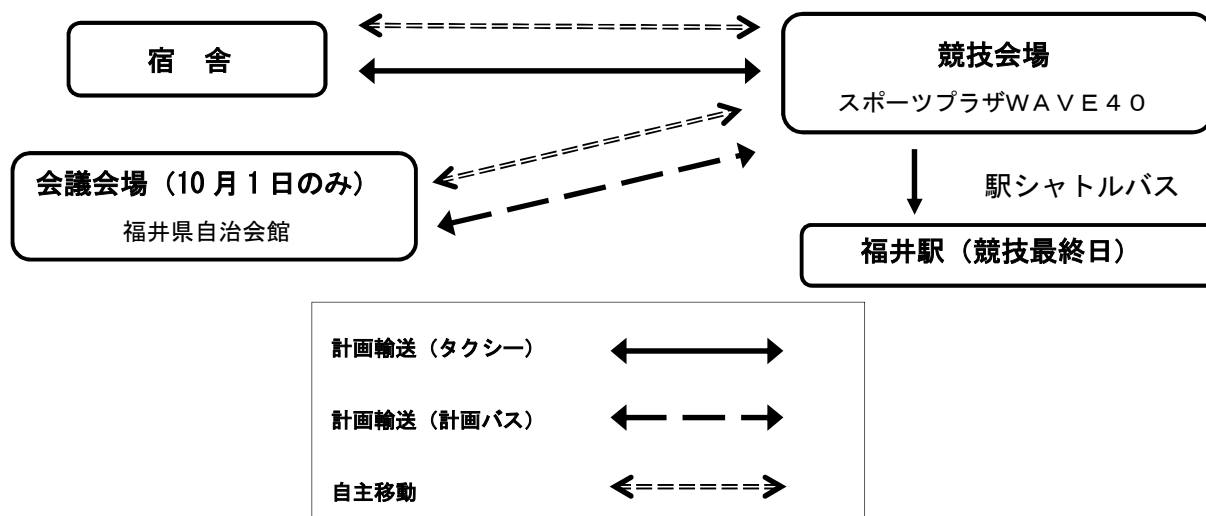 宿　舎
競技会場
スポーツプラザＷＡＶＥ４０
会議会場（10月1日のみ）
福井県自治会館
駅シャトルバス
福井駅（競技最終日）
計画輸送（タクシー）
計画輸送（計画バス）
自主移動